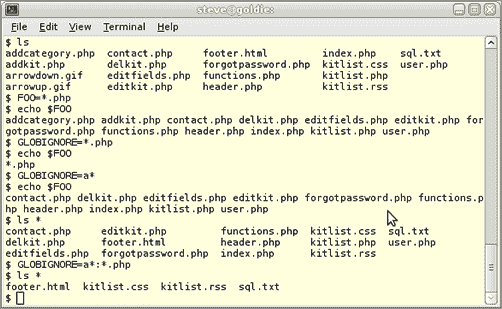 steve@goldie:
File Edit View Terminal Help
$ ls
addcategory.php contact.php footer.html index.php sql.txt
addkit.php delkit.php forgotpassword.php kitlist.css user.php
arrowdown.gif editfields.php functions.php kitlist.php
arrowup.gif editkit.php header.php kitlist.rss
$ FOO=*.php
$ echo $FOO
addcategory.php addkit.php contact.php delkit.php editfields.php editkit.php for
gotpassword.php functions.php header.php index.php kitlist.php user.php
$ GLOBIGNORE=*.php
$ echo $FOO
*.php
$ GLOBIGNORE=a*
$ echo $FOO
contact.php delkit.php editfields.php editkit.php forgotpassword.php functions.p
hp header.php index.php kitlist.php user.php
$ ls *
contact.php editkit.php functions.php kitlist.css sql.txt
delkit.php footer.html header.php kitlist.php user.php
editfields.php forgotpassword.php index.php kitlist.rss
$ GLOBIGNORE=a*:*.php
$ ls *
footer.html kitlist.css kitlist.rss sql.txt
$